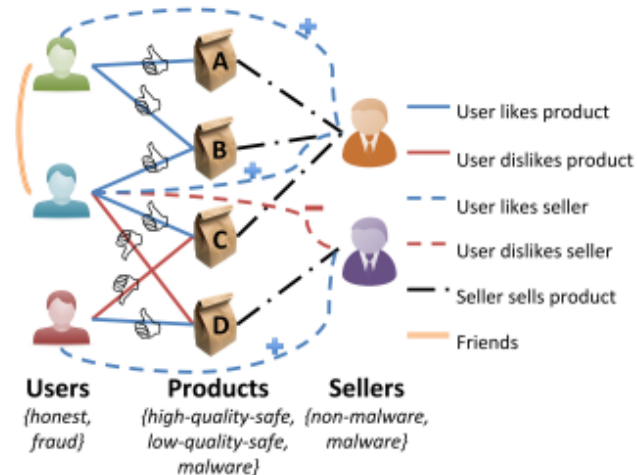 A
B
C
D
User likes product
User dislikes product
User likes seller
User dislikes seller
Seller sells product
Friends
Users
{honest,
fraud}
Products
{high-quality-safe,
low-quality-safe,
malware}
Sellers
{non-malware,
malware}